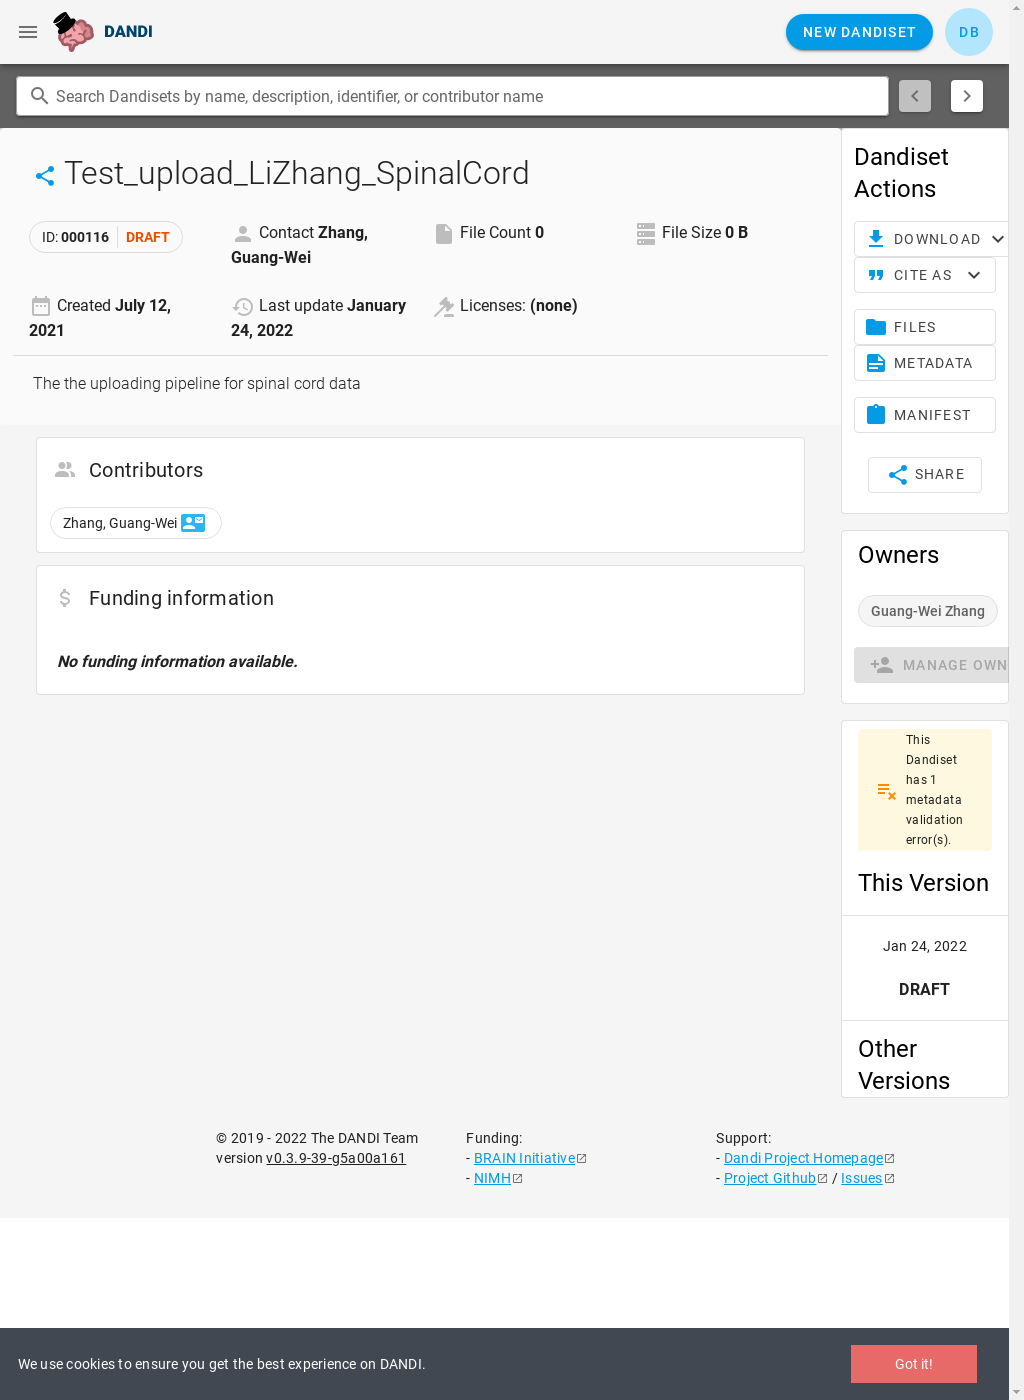 DANDI
NEW DANDISET
DB
Search Dandisets by name, description, identifier, or contributor name
Test_upload_LiZhang_SpinalCord
ID: 000116 DRAFT
Contact Zhang,
Guang-Wei
File Count 0
File Size 0 B
Created July 12,
2021
Last update January
24, 2022
Licenses: (none)
The the uploading pipeline for spinal cord data
Contributors
Zhang, Guang-Wei
Funding information
No funding information available.
Dandiset
Actions
DOWNLOAD
CITE AS
FILES
METADATA
MANIFEST
SHARE
Owners
Guang-Wei Zhang
MANAGE OWN
This
Dandiset
has 1
metadata
validation
error(s).
This Version
Jan 24, 2022
DRAFT
Other
Versions
© 2019 - 2022 The DANDI Team
version v0.3.9-39-g5a00a161
Funding:
- BRAIN Initiative
- NIMH
Support:
- Dandi Project Homepage
- Project Github / Issues
We use cookies to ensure you get the best experience on DANDI.
Got it!